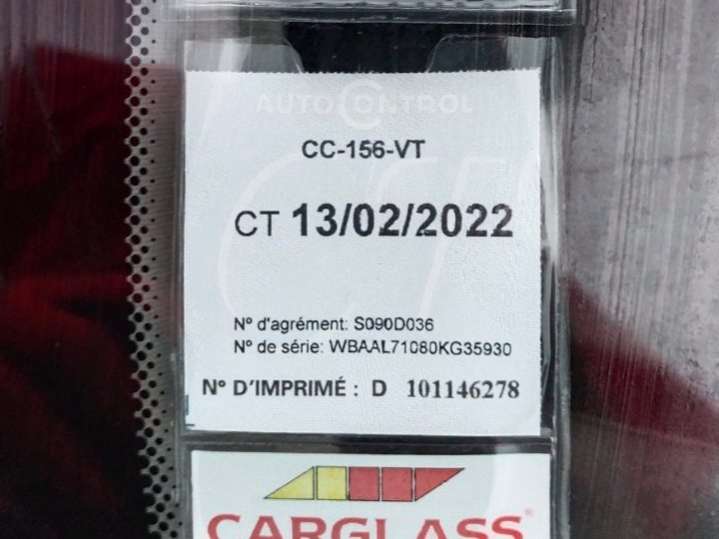 AUTOCONTROL
CC-156-VT
CT 13/02/2022
N° d'agrément: S090D036
N° de série: WBAAL71080KG35930
N° D'IMPRIMÉ : D 101146278
CARGLASS®